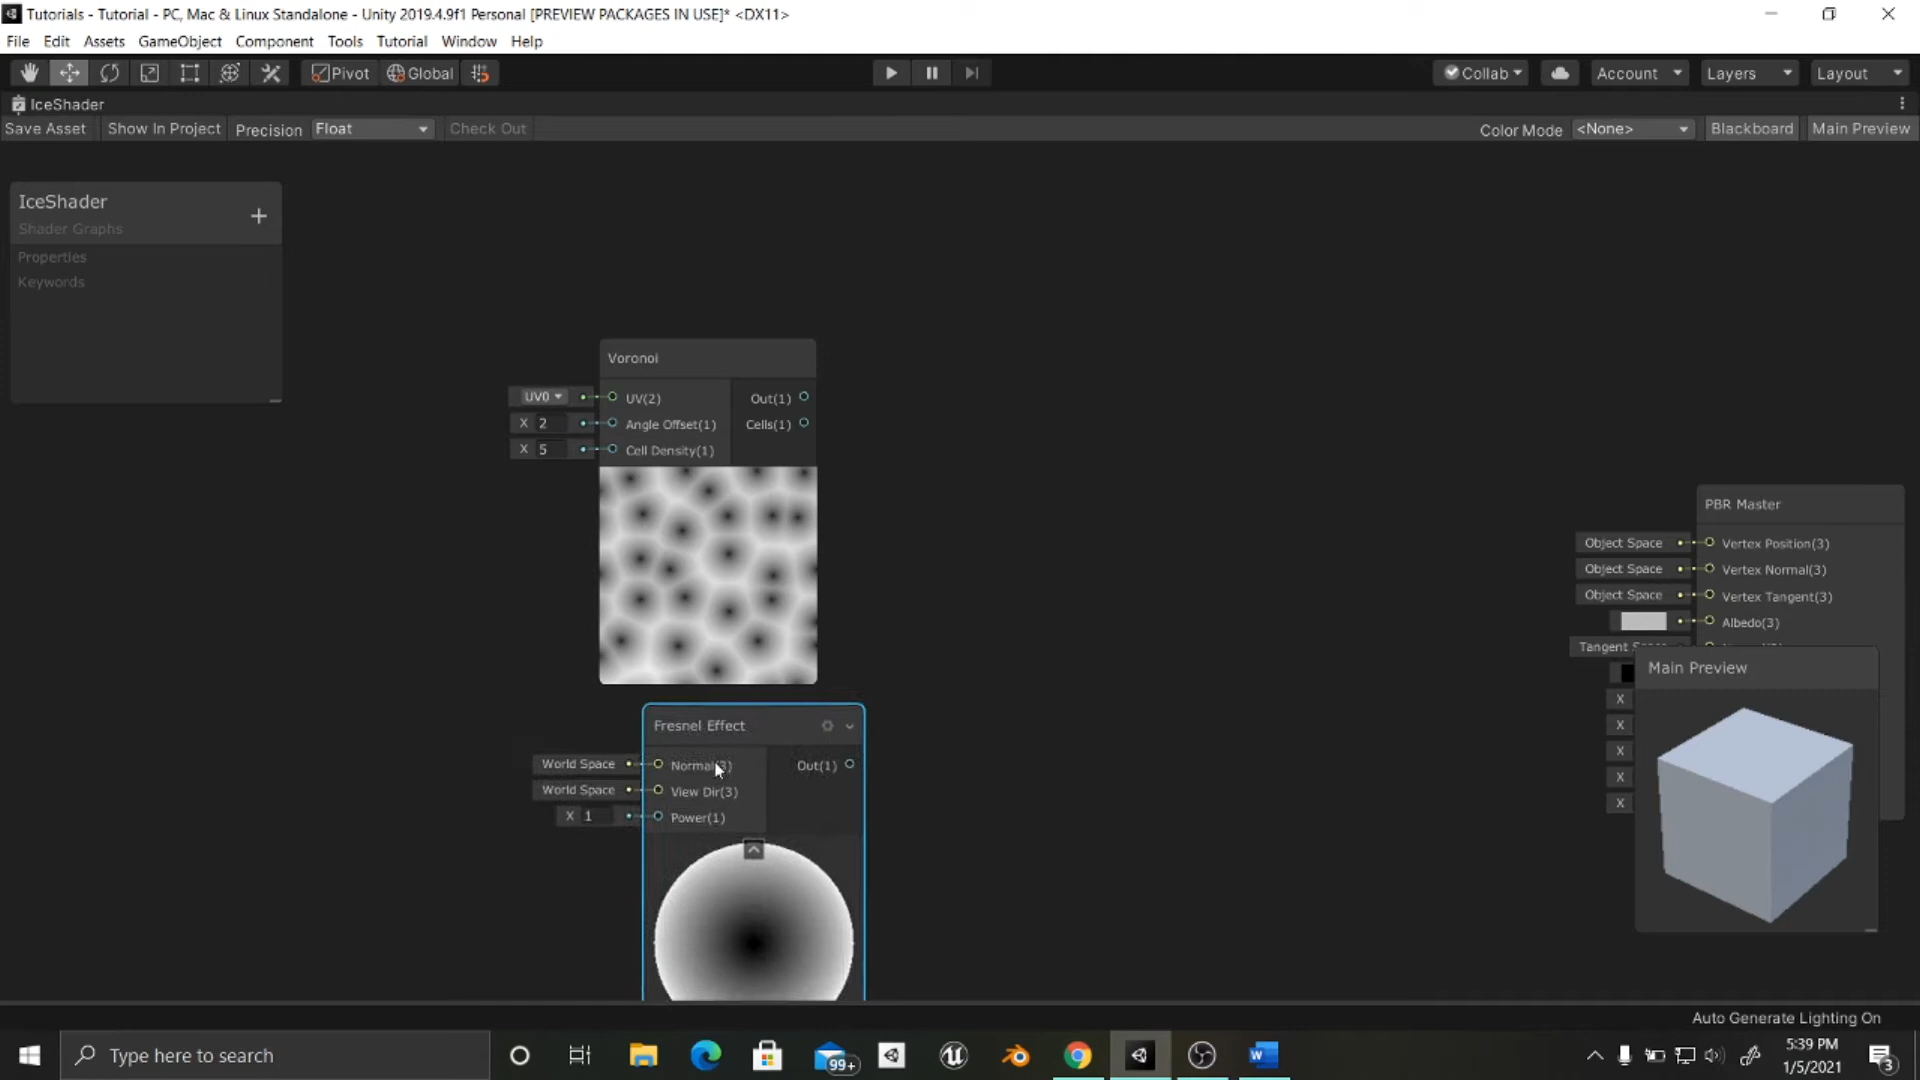 Tutorials - Tutorial - PC, Mac & Linux Standalone - Unity 2019.4.9f1 Personal [PREVIEW PACKAGES IN USE]* <DX11>
File Edit Assets GameObject Component Tools Tutorial Window Help
Pivot Global Collab Account Layers Layout
IceShader
Save Asset Show In Project Precision Float Check Out Color Mode <None> Blackboard Main Preview
IceShader
Shader Graphs
Properties
Keywords
Voronoi
UV0 UV(2) Out(1)
X 2 Angle Offset(1) Cells(1)
X 5 Cell Density(1)
Fresnel Effect
World Space Normal(3) Out(1)
World Space View Dir(3)
X 1 Power(1)
PBR Master
Object Space Vertex Position(3)
Object Space Vertex Normal(3)
Object Space Vertex Tangent(3)
Albedo(3)
Tangent
Main Preview
X
X
X
X
X
Auto Generate Lighting On
Type here to search
99+
5:39 PM
1/5/2021
3